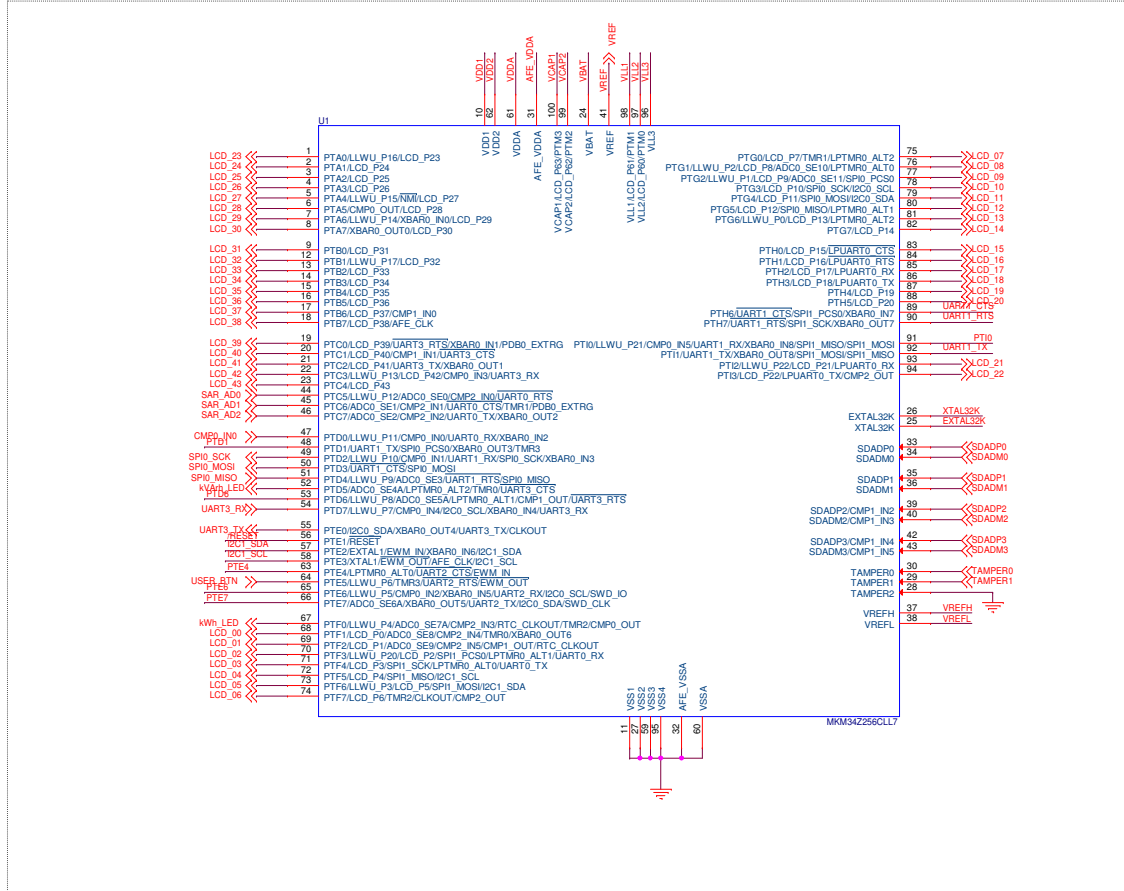 VREF
VDD1 VDD2 VDDA AFE_VDDA VCAP1 VCAP2 VBAT VREF VLL1 VLL2 VLL3
10 62 61 31 100 99 24 41 98 97 96
U1
VDD1 VDD2 VDDA AFE_VDDA VCAP1/LCD_P63/PTM3 VCAP2/LCD_P62/PTM2 VBAT VREF VLL1/LCD_P61/PTM1 VLL2/LCD_P60/PTM0 VLL3
LCD_23 1 PTA0/LLWU_P16/LCD_P23
LCD_24 2 PTA1/LCD_P24
LCD_25 3 PTA2/LCD_P25
LCD_26 4 PTA3/LCD_P26
LCD_27 5 PTA4/LLWU_P15/NMI/LCD_P27
LCD_28 6 PTA5/CMP0_OUT/LCD_P28
LCD_29 7 PTA6/LLWU_P14/XBAR0_IN0/LCD_P29
LCD_30 8 PTA7/XBAR0_OUT0/LCD_P30
LCD_31 9 PTB0/LCD_P31
LCD_32 12 PTB1/LLWU_P17/LCD_P32
LCD_33 13 PTB2/LCD_P33
LCD_34 14 PTB3/LCD_P34
LCD_35 15 PTB4/LCD_P35
LCD_36 16 PTB5/LCD_P36
LCD_37 17 PTB6/LCD_P37/CMP1_IN0
LCD_38 18 PTB7/LCD_P38/AFE_CLK
LCD_39 19 PTC0/LCD_P39/UART3_RTS/XBAR0_IN1/PDB0_EXTRG
LCD_40 20 PTC1/LCD_P40/CMP1_IN1/UART3_CTS
LCD_41 21 PTC2/LCD_P41/UART3_TX/XBAR0_OUT1
LCD_42 22 PTC3/LLWU_P13/LCD_P42/CMP0_IN3/UART3_RX
LCD_43 23 PTC4/LCD_P43
SAR_AD0 44 PTC5/LLWU_P12/ADC0_SE0/CMP2_IN0/UART0_RTS
SAR_AD1 45 PTC6/ADC0_SE1/CMP2_IN1/UART0_CTS/TMR1/PDB0_EXTRG
SAR_AD2 46 PTC7/ADC0_SE2/CMP2_IN2/UART0_TX/XBAR0_OUT2
CMP0_IN0 47 PTD0/LLWU_P11/CMP0_IN0/UART0_RX/XBAR0_IN2
PTD1 48 PTD1/UART1_TX/SPI0_PCS0/XBAR0_OUT3/TMR3
SPI0_SCK 49 PTD2/LLWU_P10/CMP0_IN1/UART1_RX/SPI0_SCK/XBAR0_IN3
SPI0_MOSI 50 PTD3/UART1_CTS/SPI0_MOSI
SPI0_MISO 51 PTD4/LLWU_P9/ADC0_SE3/UART1_RTS/SPI0_MISO
kVArh_LED 52 PTD5/ADC0_SE4A/LPTMR0_ALT2/TMR0/UART3_CTS
PTD6 53 PTD6/LLWU_P8/ADC0_SE5A/LPTMR0_ALT1/CMP1_OUT/UART3_RTS
UART3_RX 54 PTD7/LLWU_P7/CMP0_IN4/I2C0_SCL/XBAR0_IN4/UART3_RX
UART3_TX 55 PTE0/I2C0_SDA/XBAR0_OUT4/UART3_TX/CLKOUT
/RESET 56 PTE1/RESET
I2C1_SDA 57 PTE2/EXTAL1/EWM_IN/XBAR0_IN6/I2C1_SDA
I2C1_SCL 58 PTE3/XTAL1/EWM_OUT/AFE_CLK/I2C1_SCL
PTE4 63 PTE4/LPTMR0_ALT0/UART2_CTS/EWM_IN
USER_BTN 64 PTE5/LLWU_P6/TMR3/UART2_RTS/EWM_OUT
PTE6 65 PTE6/LLWU_P5/CMP0_IN2/XBAR0_IN5/UART2_RX/I2C0_SCL/SWD_IO
PTE7 66 PTE7/ADC0_SE6A/XBAR0_OUT5/UART2_TX/I2C0_SDA/SWD_CLK
kWh_LED 67 PTF0/LLWU_P4/ADC0_SE7A/CMP2_IN3/RTC_CLKOUT/TMR2/CMP0_OUT
LCD_00 68 PTF1/LCD_P0/ADC0_SE8/CMP2_IN4/TMR0/XBAR0_OUT6
LCD_01 69 PTF2/LCD_P1/ADC0_SE9/CMP2_IN5/CMP1_OUT/RTC_CLKOUT
LCD_02 70 PTF3/LLWU_P20/LCD_P2/SPI1_PCS0/LPTMR0_ALT1/UART0_RX
LCD_03 71 PTF4/LCD_P3/SPI1_SCK/LPTMR0_ALT0/UART0_TX
LCD_04 72 PTF5/LCD_P4/SPI1_MISO/I2C1_SCL
LCD_05 73 PTF6/LLWU_P3/LCD_P5/SPI1_MOSI/I2C1_SDA
LCD_06 74 PTF7/LCD_P6/TMR2/CLKOUT/CMP2_OUT
PTG0/LCD_P7/TMR1/LPTMR0_ALT2 75 LCD_07
PTG1/LLWU_P2/LCD_P8/ADC0_SE10/LPTMR0_ALT0 76 LCD_08
PTG2/LLWU_P1/LCD_P9/ADC0_SE11/SPI0_PCS0 77 LCD_09
PTG3/LCD_P10/SPI0_SCK/I2C0_SCL 78 LCD_10
PTG4/LCD_P11/SPI0_MOSI/I2C0_SDA 79 LCD_11
PTG5/LCD_P12/SPI0_MISO/LPTMR0_ALT1 80 LCD_12
PTG6/LLWU_P0/LCD_P13/LPTMR0_ALT2 81 LCD_13
PTG7/LCD_P14 82 LCD_14
PTH0/LCD_P15/LPUART0_CTS 83 LCD_15
PTH1/LCD_P16/LPUART0_RTS 84 LCD_16
PTH2/LCD_P17/LPUART0_RX 85 LCD_17
PTH3/LCD_P18/LPUART0_TX 86 LCD_18
PTH4/LCD_P19 87 LCD_19
PTH5/LCD_P20 88 LCD_20
PTH6/UART1_CTS/SPI1_PCS0/XBAR0_IN7 89 UART1_CTS
PTH7/UART1_RTS/SPI1_SCK/XBAR0_OUT7 90 UART1_RTS
PTI0/LLWU_P21/CMP0_IN5/UART1_RX/XBAR0_IN8/SPI1_MISO/SPI1_MOSI 91 PTI0
PTI1/UART1_TX/XBAR0_OUT8/SPI1_MOSI/SPI1_MISO 92 UART1_TX
PTI2/LLWU_P22/LCD_P21/LPUART0_RX 93 LCD_21
PTI3/LCD_P22/LPUART0_TX/CMP2_OUT 94 LCD_22
EXTAL32K 26 XTAL32K
XTAL32K 25 EXTAL32K
SDADP0 33 SDADP0
SDADM0 34 SDADM0
SDADP1 35 SDADP1
SDADM1 36 SDADM1
SDADP2/CMP1_IN2 39 SDADP2
SDADM2/CMP1_IN3 40 SDADM2
SDADP3/CMP1_IN4 42 SDADP3
SDADM3/CMP1_IN5 43 SDADM3
TAMPER0 30 TAMPER0
TAMPER1 29 TAMPER1
TAMPER2 28
VREFH 37 VREFH
VREFL 38 VREFL
VSS1 VSS2 VSS3 VSS4 AFE_VSSA VSSA
MKM34Z256CLL7
11 27 59 95 32 60